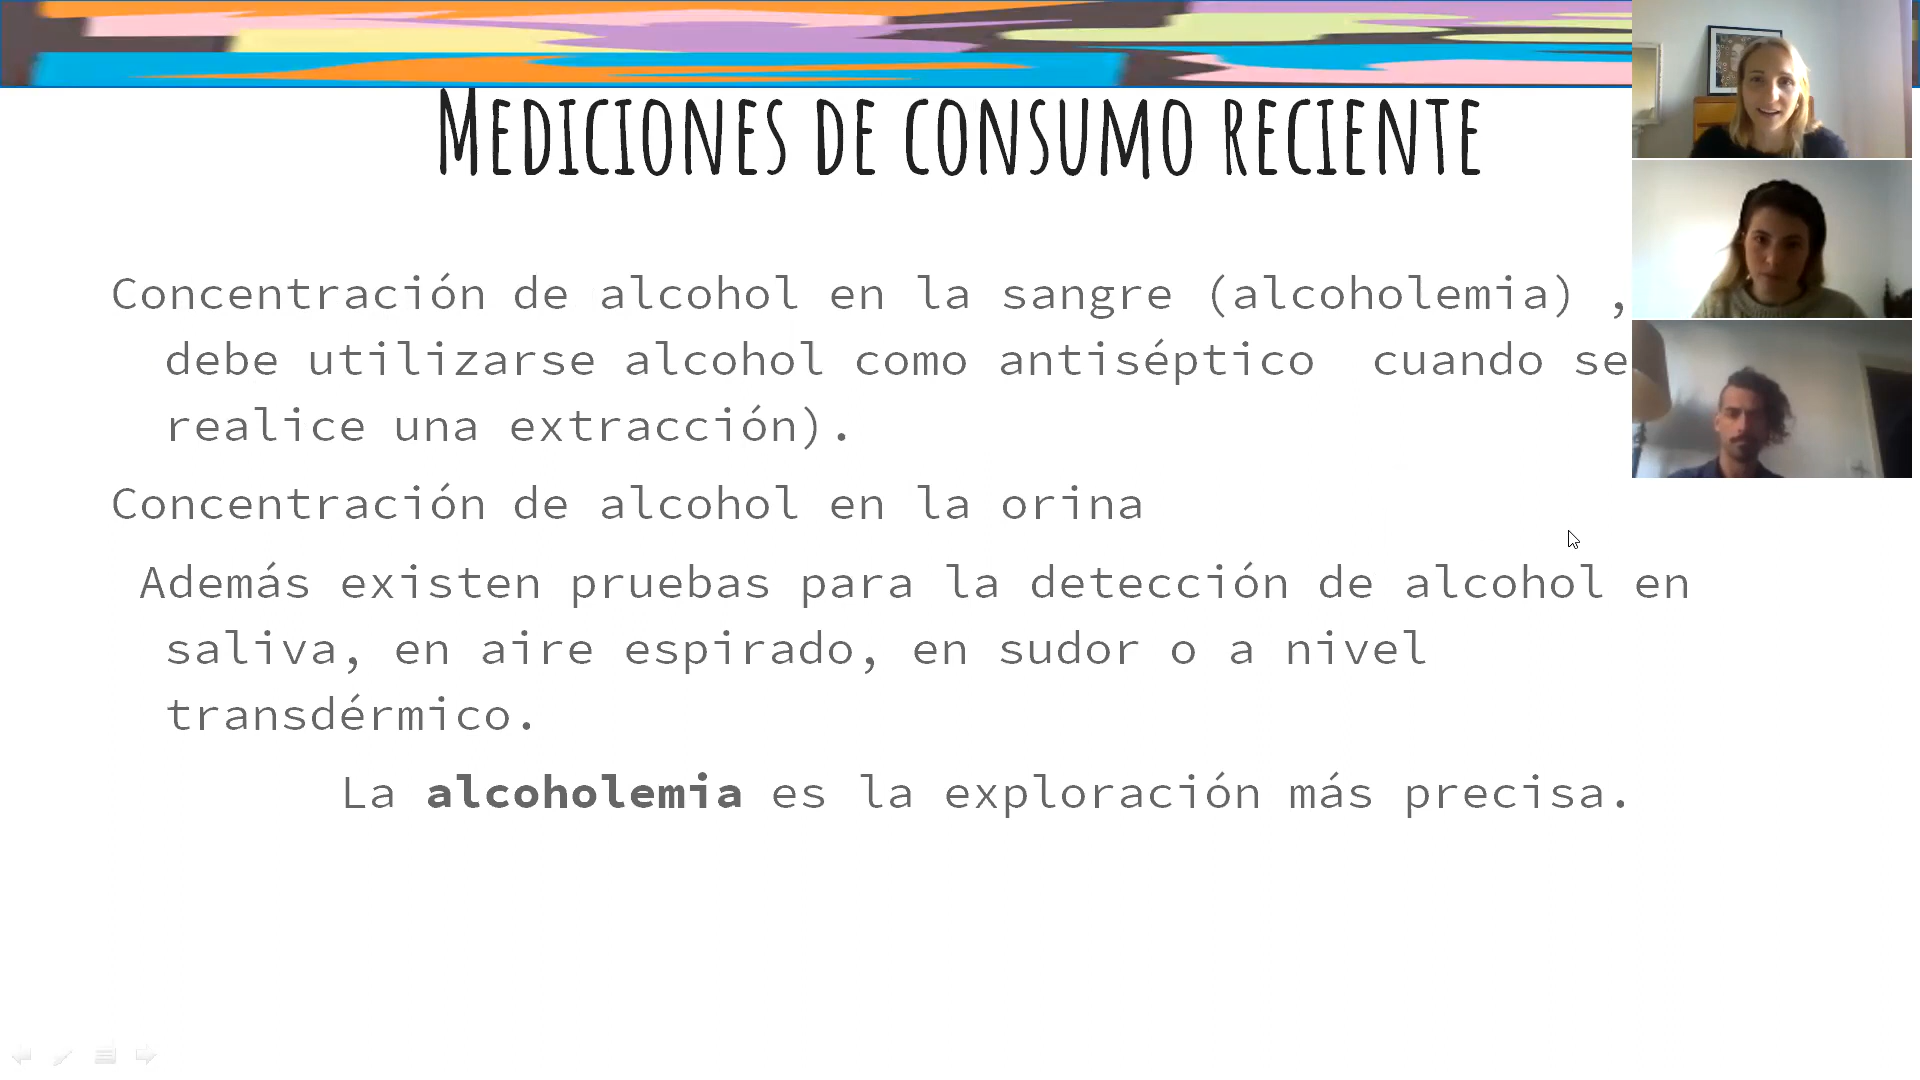 Mediciones de consumo reciente
Concentración de alcohol en la sangre (alcoholemia) ,
debe utilizarse alcohol como antiséptico cuando se
realice una extracción).
Concentración de alcohol en la orina
Además existen pruebas para la detección de alcohol en
saliva, en aire espirado, en sudor o a nivel
transdérmico.
La alcoholemia es la exploración más precisa.